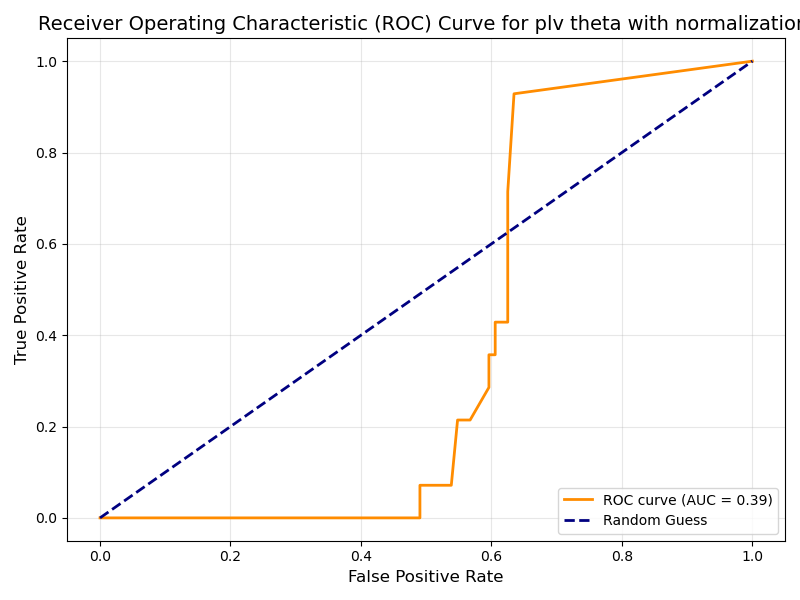 Receiver Operating Characteristic (ROC) Curve for plv theta with normalization
1.0
0.8
0.6
0.4
0.2
0.0
True Positive Rate
0.0 0.2 0.4 0.6 0.8 1.0
False Positive Rate
ROC curve (AUC = 0.39)
Random Guess